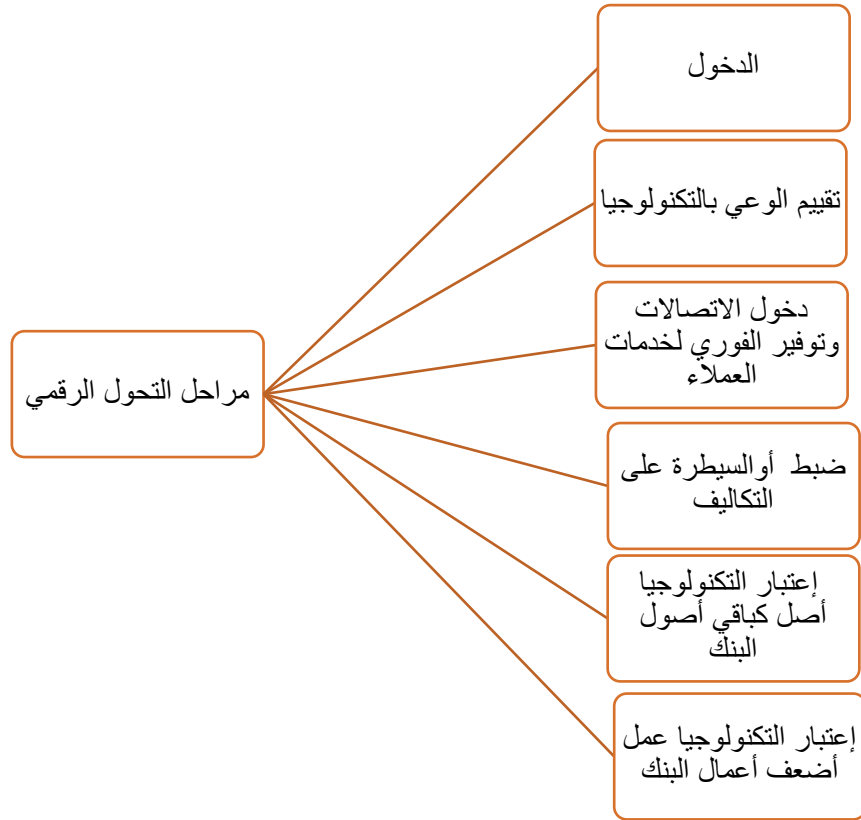 مراحل التحول الرقمي
الدخول
تقييم الوعي بالتكنولوجيا
دخول الاتصالات
وتوفير الفوري لخدمات
العملاء
ضبط أوالسيطرة على
التكاليف
إعتبار التكنولوجيا
أصل كباقي أصول
البنك
إعتبار التكنولوجيا عمل
أضعف أعمال البنك